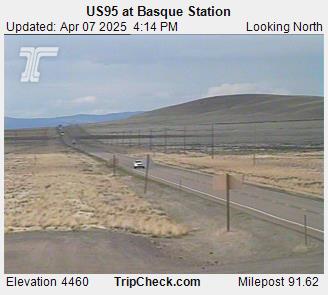 US95 at Basque Station
Updated: Apr 07 2025 4:14 PM Looking North
Elevation 4460 TripCheck.com Milepost 91.62